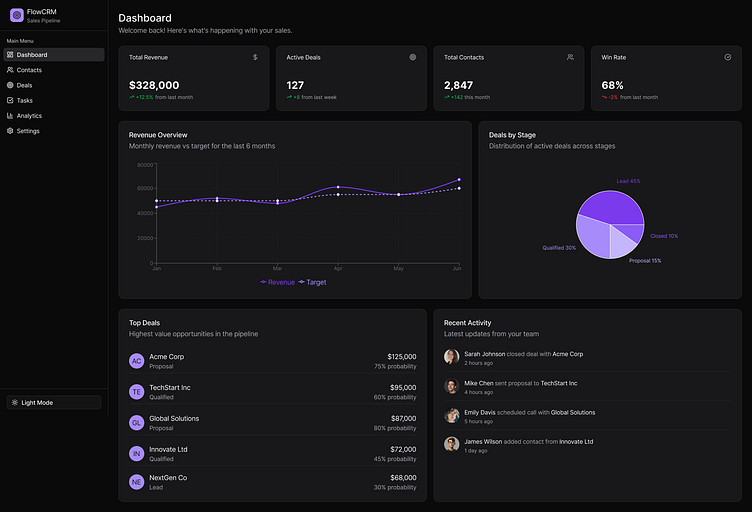 FlowCRM
Sales Pipeline
Main Menu
Dashboard
Contacts
Deals
Tasks
Analytics
Settings
Light Mode
Dashboard
Welcome back! Here's what's happening with your sales.
Total Revenue
$328,000
+12.5% from last month
Active Deals
127
+8 from last week
Total Contacts
2,847
+142 this month
Win Rate
68%
-2% from last month
Revenue Overview
Monthly revenue vs target for the last 6 months
80000
60000
40000
20000
0
Jan Feb Mar Apr May Jun
Revenue Target
Deals by Stage
Distribution of active deals across stages
Lead 45%
Closed 10%
Qualified 30%
Proposal 15%
Top Deals
Highest value opportunities in the pipeline
AC Acme Corp $125,000
Proposal 75% probability
TE TechStart Inc $95,000
Qualified 60% probability
GL Global Solutions $87,000
Proposal 80% probability
IN Innovate Ltd $72,000
Qualified 45% probability
NE NextGen Co $68,000
Lead 30% probability
Recent Activity
Latest updates from your team
Sarah Johnson closed deal with Acme Corp
2 hours ago
Mike Chen sent proposal to TechStart Inc
4 hours ago
Emily Davis scheduled call with Global Solutions
5 hours ago
James Wilson added contact from Innovate Ltd
1 day ago